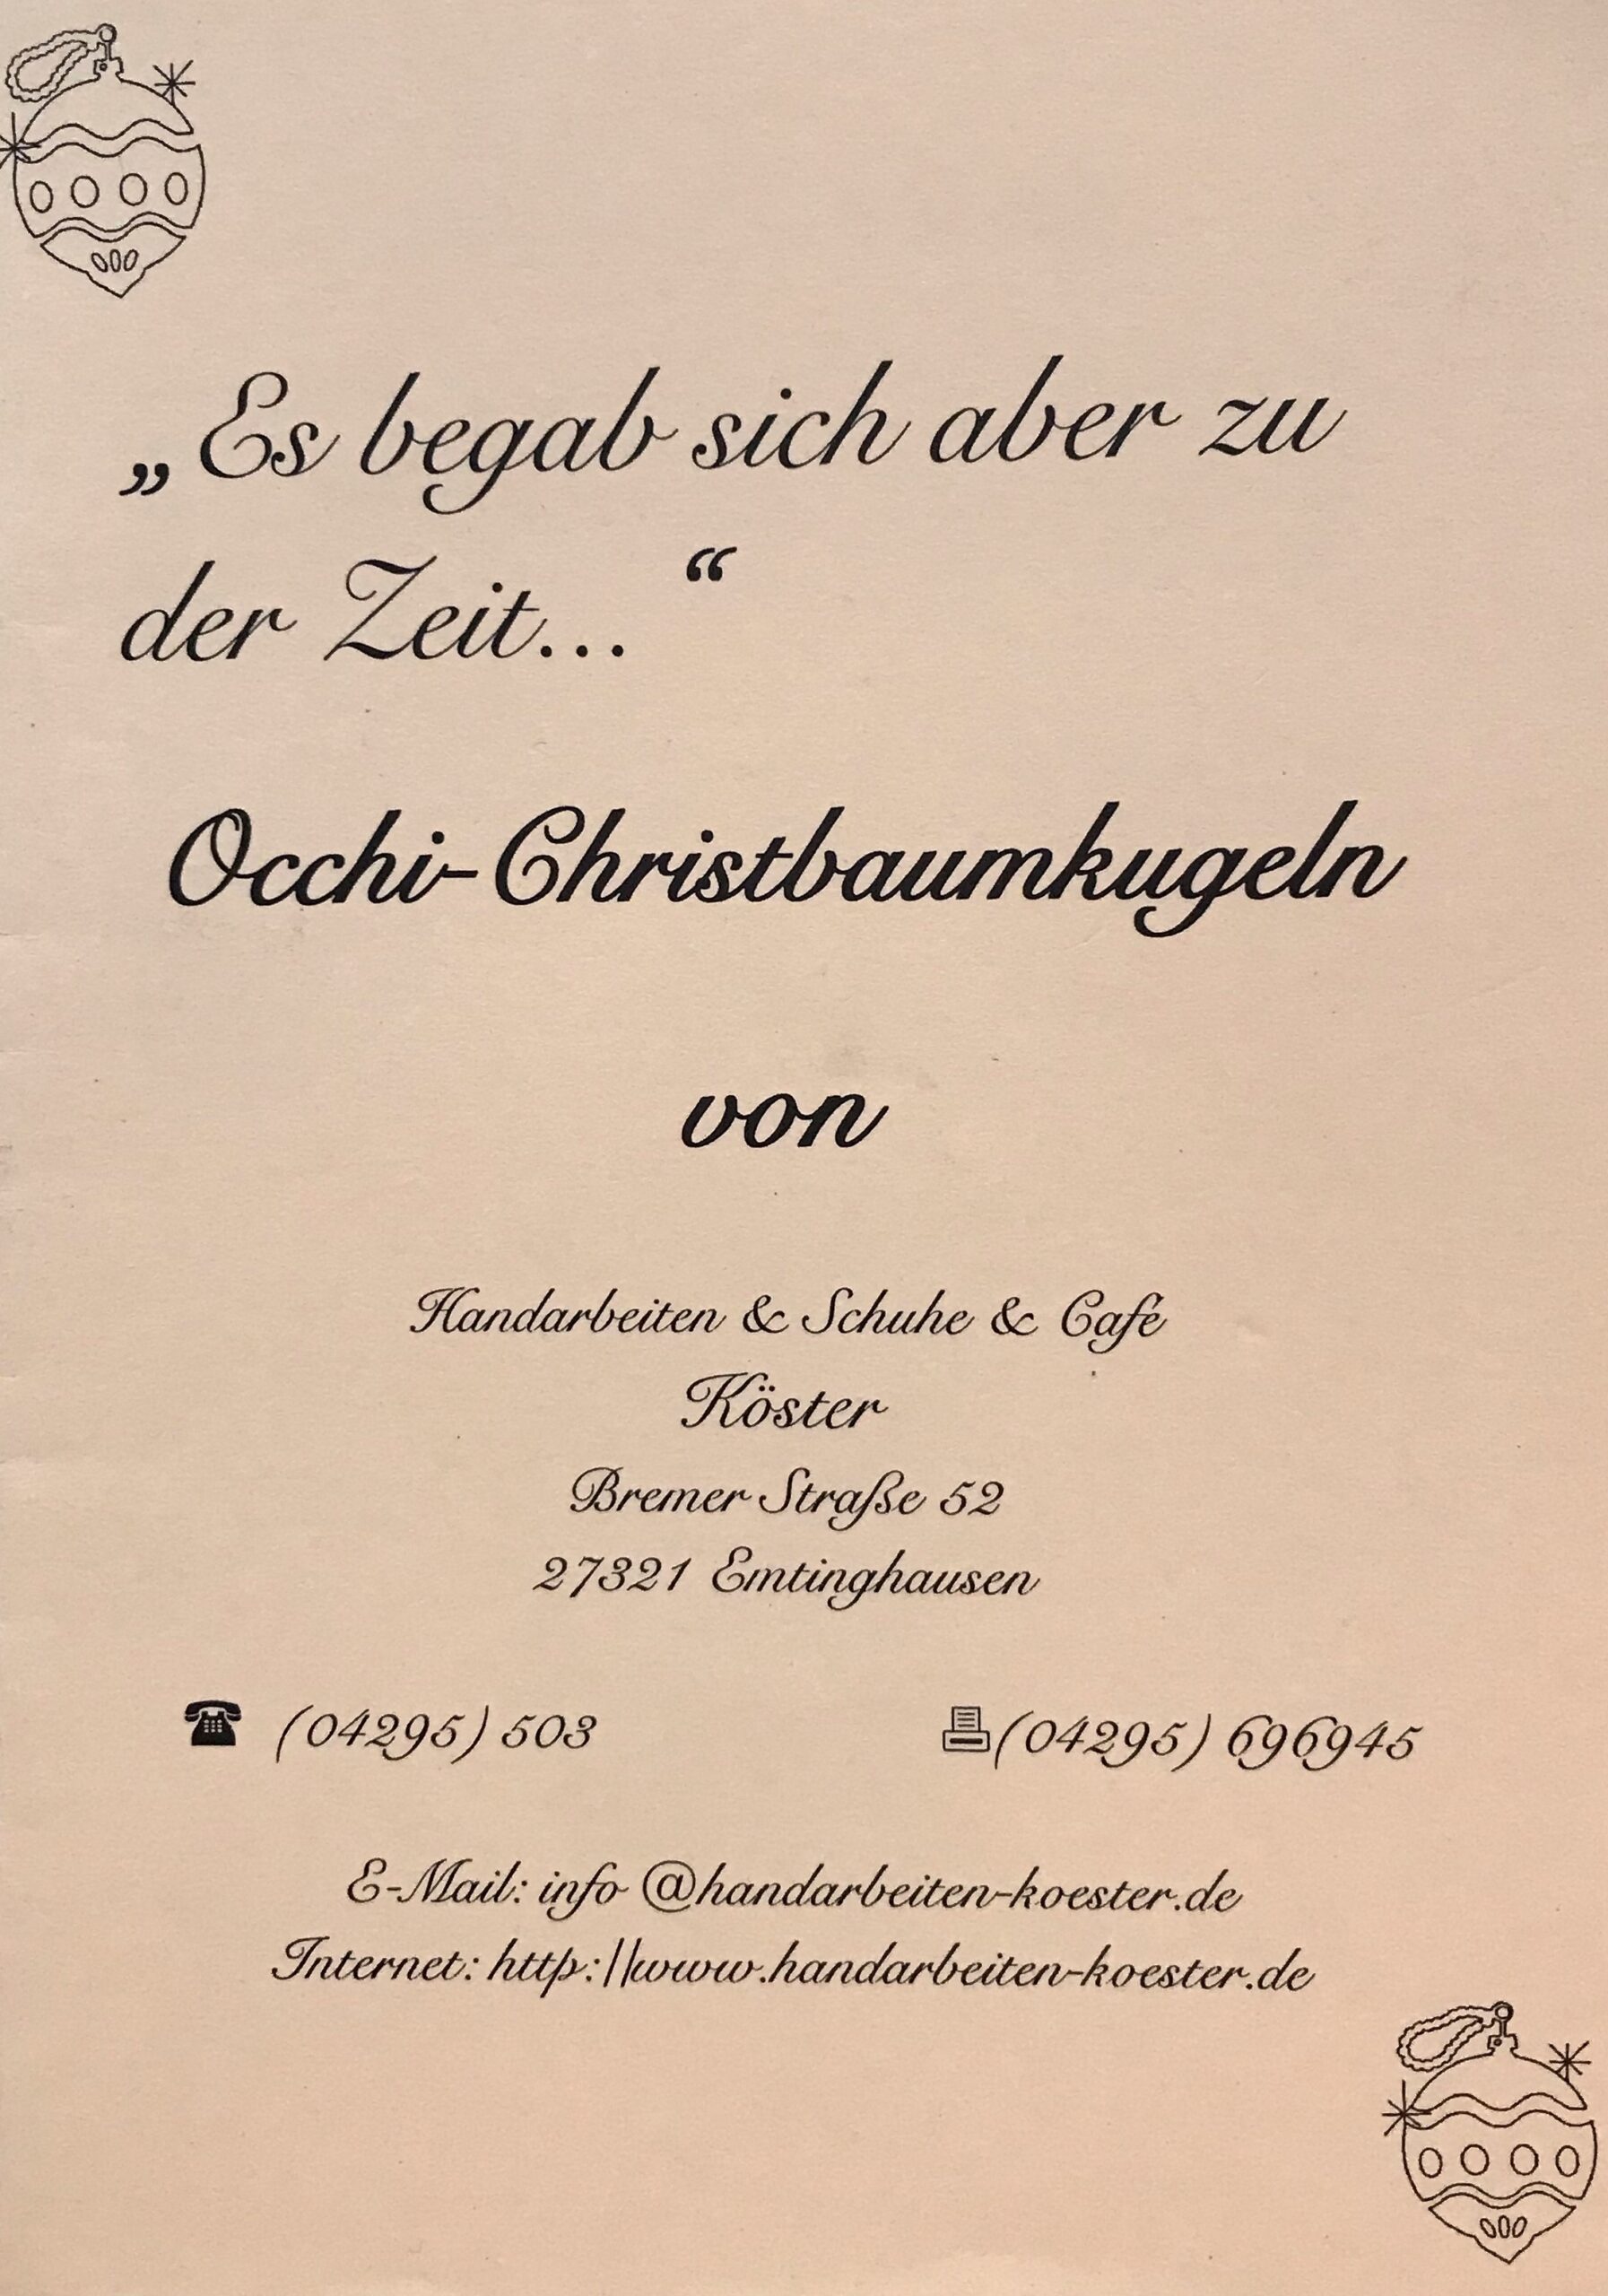 „Es begab sich aber zu
der Zeit... “
Occhi-Christbaumkugeln
von
Handarbeiten & Schuhe & Cafe
Köster
Bremer Straße 52
27321 Emtinghausen
(04295) 503 (04295) 696945
E-Mail: info @handarbeiten-koester.de
Internet: http://www.handarbeiten-koester.de